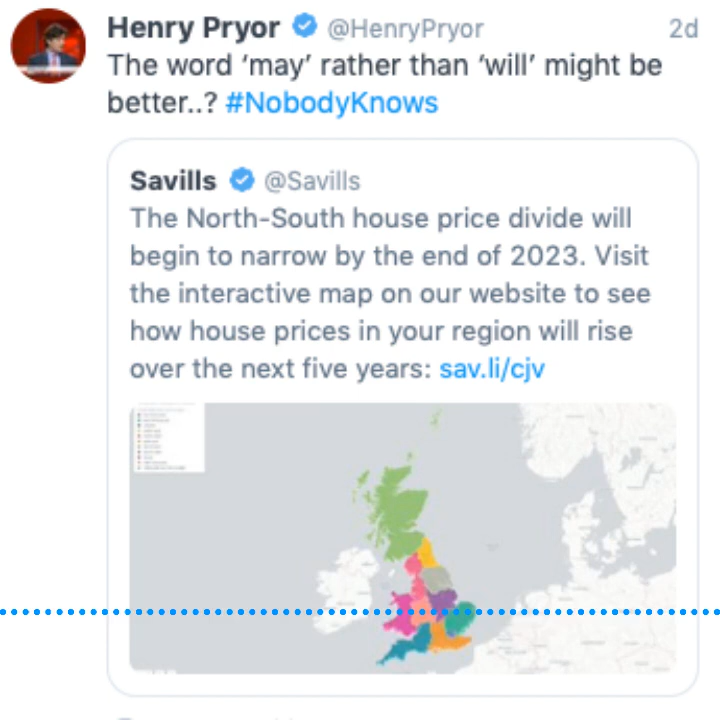 Henry Pryor @HenryPryor 2d
The word ‘may’ rather than ‘will’ might be
better..? #NobodyKnows
Savills @Savills
The North-South house price divide will
begin to narrow by the end of 2023. Visit
the interactive map on our website to see
how house prices in your region will rise
over the next five years: sav.li/cjv